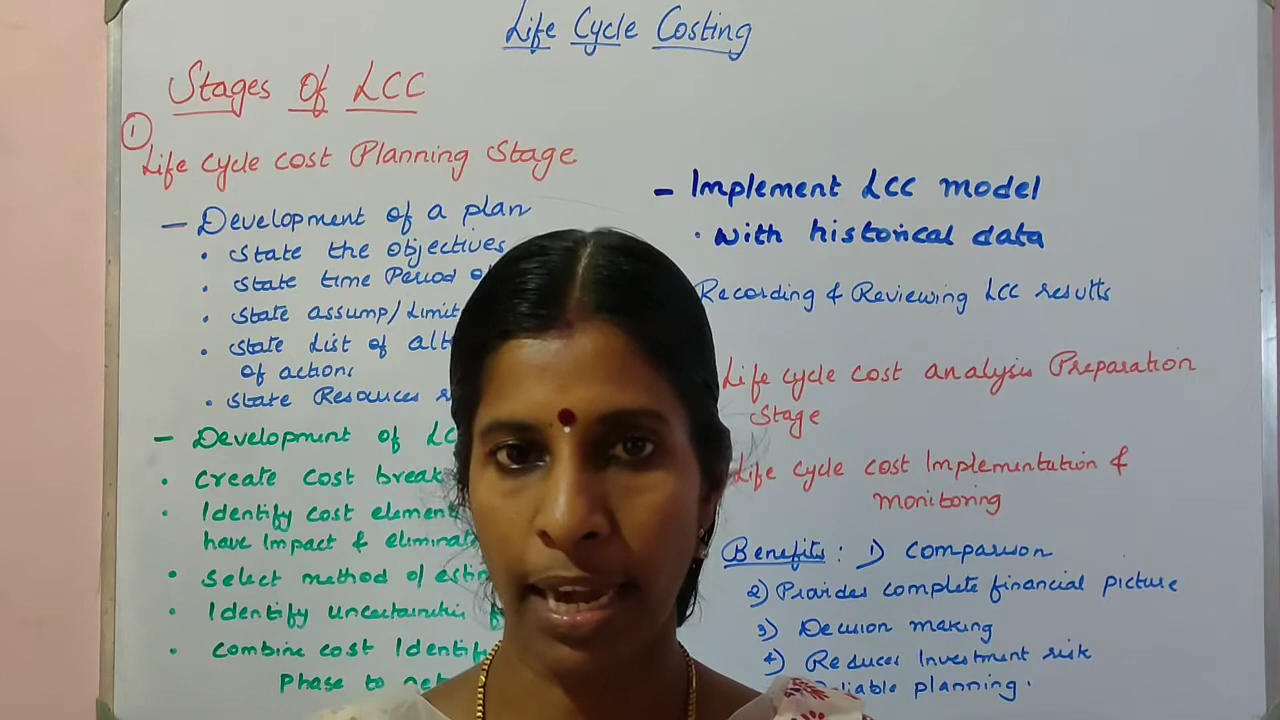 Life Cycle Costing
Stages Of LCC
①
Life cycle cost Planning Stage
- Development of a plan
• State the objectives
• State time Period
• State assump/Limit
• State List of
of actions
• State Resources
- Development of
• Create cost break
• Identify cost
have Impact & eliminat
• Select method of
• Identify
• Combine cost Identify
Phase to
- Implement LCC model
• with historical data
Recording & Reviewing LCC results
Life cycle cost analysis Preparation
Stage
Life cycle cost Implementation &
monitoring
Benefits: 1) comparison
2) Provides complete financial picture
3) Decision making
4) Reduces Investment risk
planning.